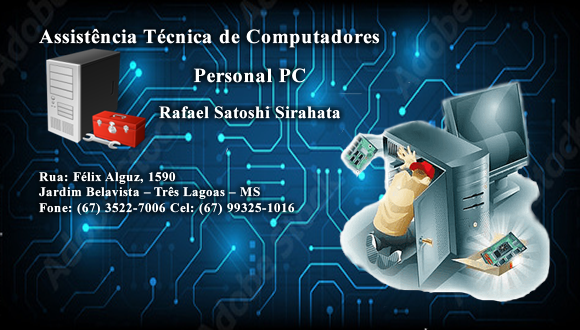 Assistência Técnica de Computadores
Personal PC
Rafael Satoshi Sirahata
Rua: Félix Alguz, 1590
Jardim Belavista – Três Lagoas – MS
Fone: (67) 3522-7006 Cel: (67) 99325-1016